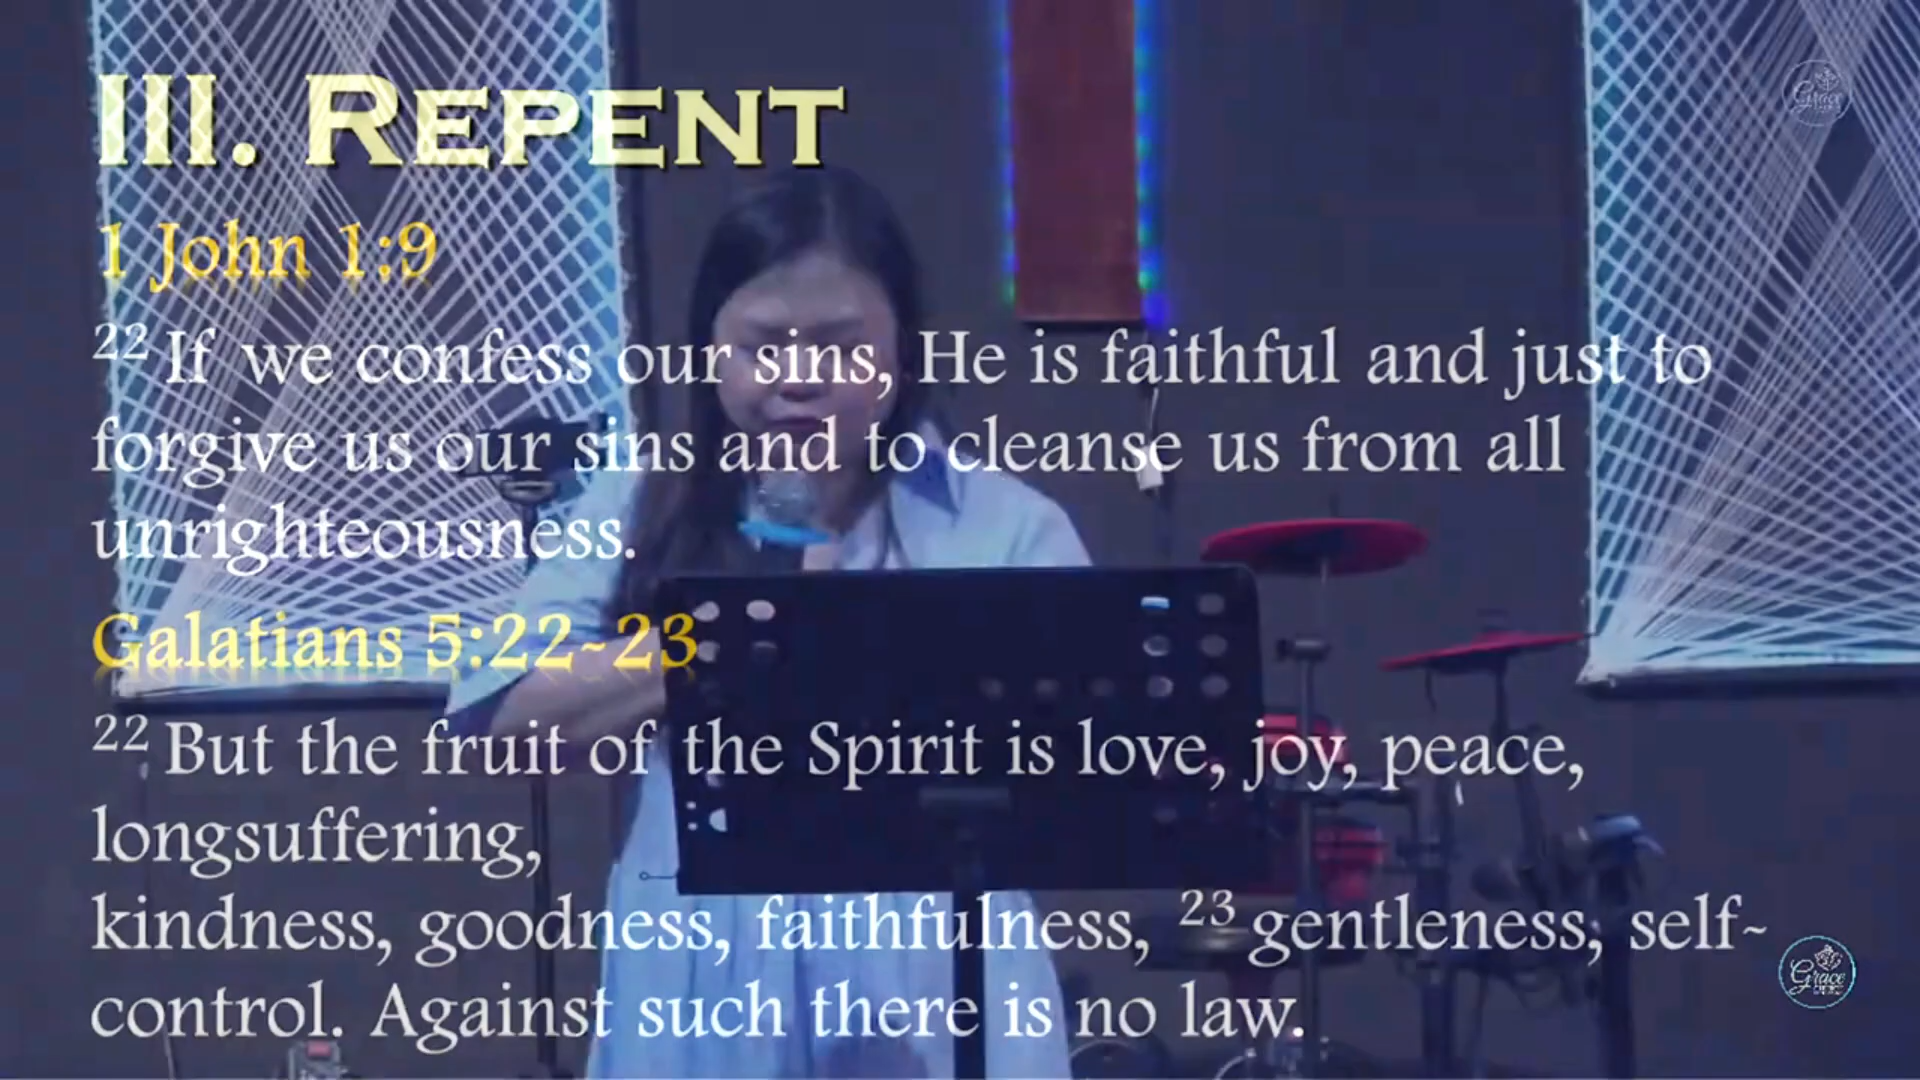 III. REPENT
1 John 1:9
22 If we confess our sins, He is faithful and just to
forgive us our sins and to cleanse us from all
unrighteousness.
Galatians 5:22~23
22 But the fruit of the Spirit is love, joy, peace,
longsuffering,
kindness, goodness, faithfulness, 23 gentleness, self~
control. Against such there is no law.
Grace
Grace